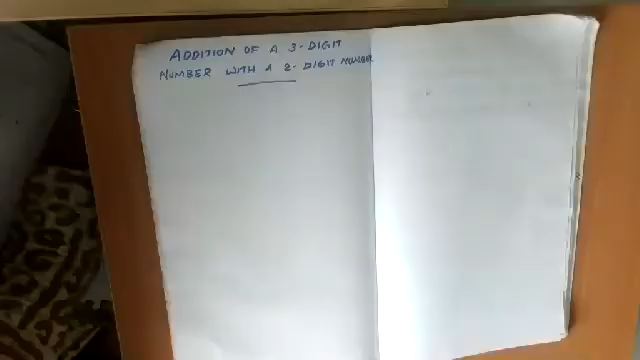 ADDITION OF A 3-DIGIT
NUMBER WITH A 2-DIGIT NUMBER